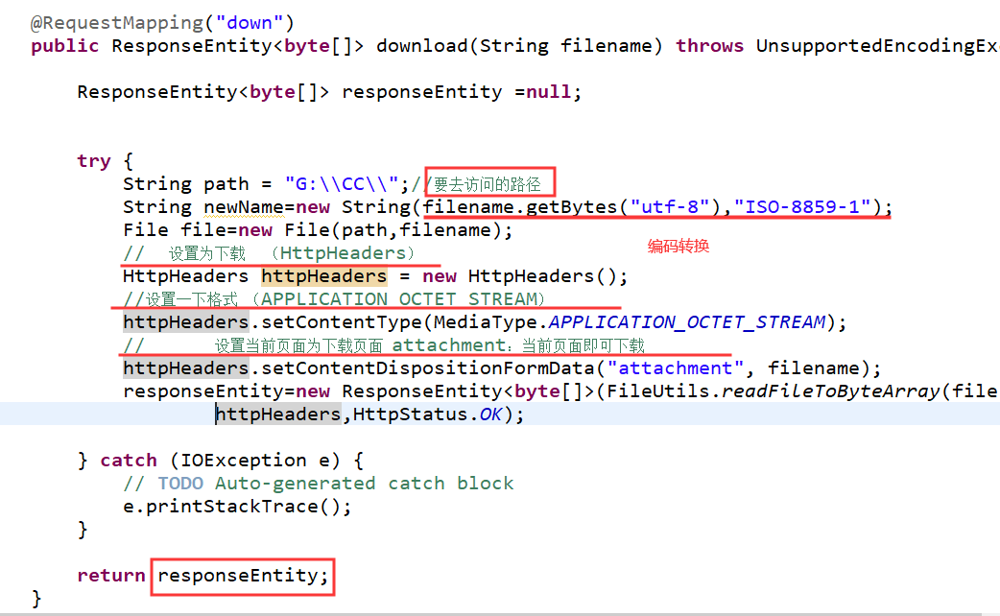 @RequestMapping("down")
public ResponseEntity<byte[]> download(String filename) throws UnsupportedEncodingEx
ResponseEntity<byte[]> responseEntity =null;
try {
String path = "G:\\CC\\";//要去访问的路径
String newName=new String(filename.getBytes("utf-8"),"ISO-8859-1");
File file=new File(path,filename);
编码转换
// 设置为下载 （HttpHeaders）
HttpHeaders httpHeaders = new HttpHeaders();
//设置一下格式（APPLICATION_OCTET_STREAM）
httpHeaders.setContentType(MediaType.APPLICATION_OCTET_STREAM);
// 设置当前页面为下载页面 attachment：当前页面即可下载
httpHeaders.setContentDispositionFormData("attachment", filename);
responseEntity=new ResponseEntity<byte[]>(FileUtils.readFileToByteArray(file
httpHeaders,HttpStatus.OK);
} catch (IOException e) {
// TODO Auto-generated catch block
e.printStackTrace();
}
return responseEntity;
}